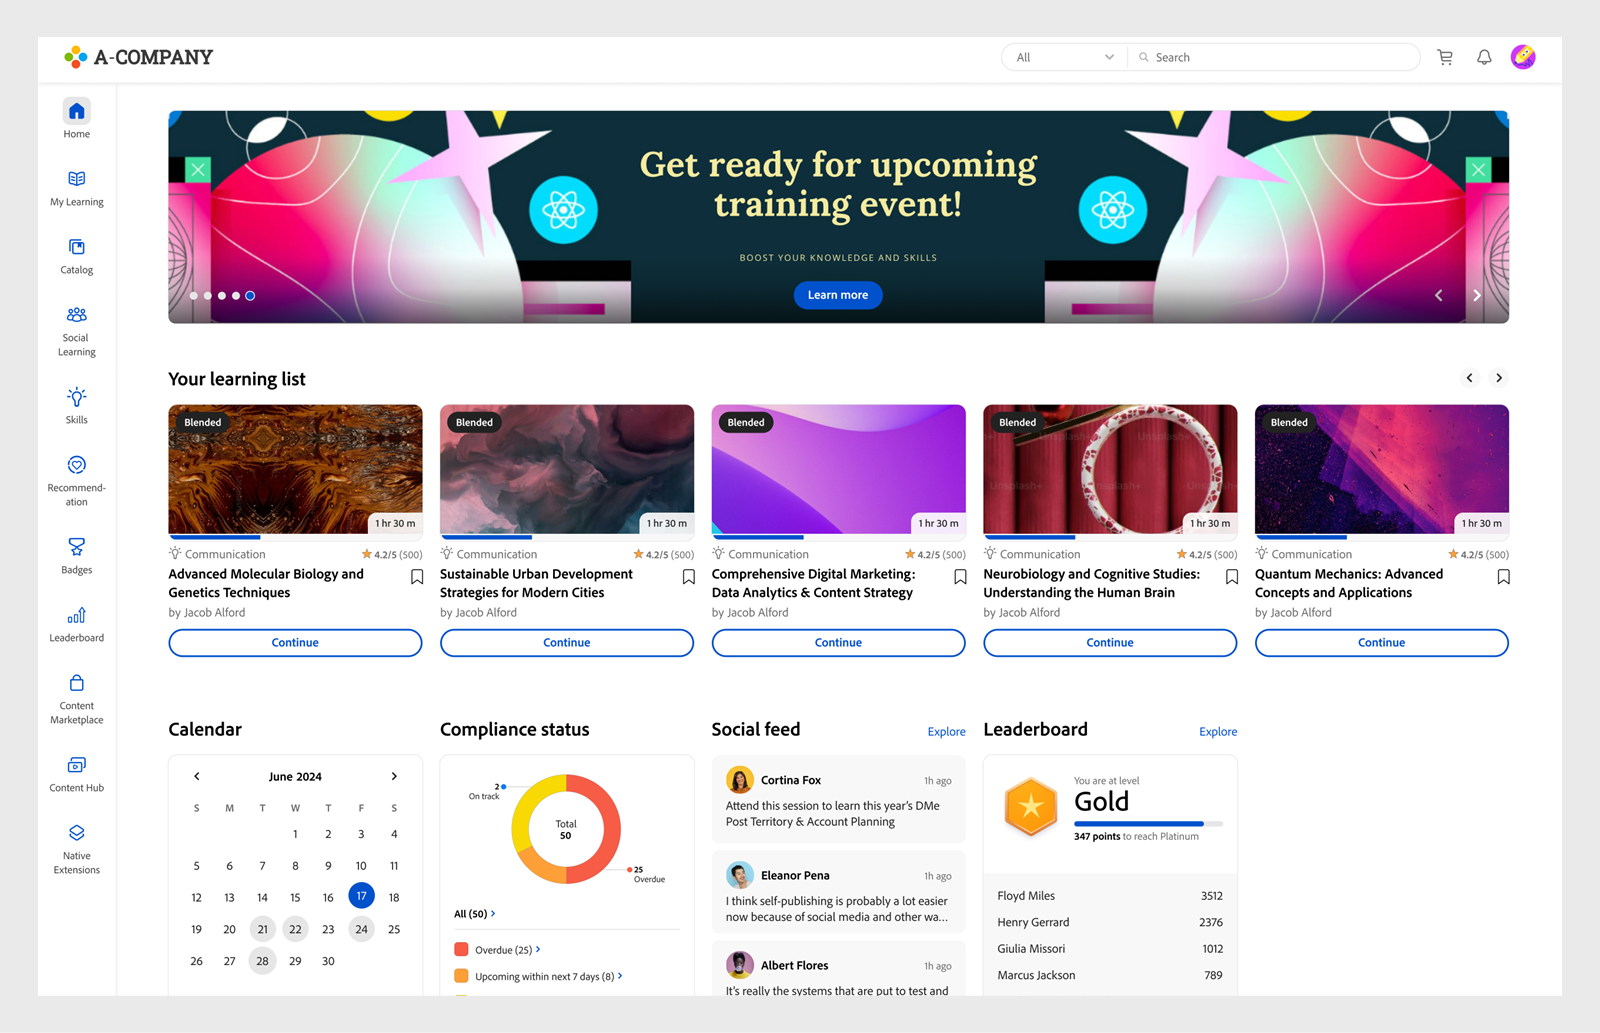 A-COMPANY
All
Search
Home
My Learning
Catalog
Social
Learning
Skills
Recommend-
ation
Badges
Leaderboard
Content
Marketplace
Content Hub
Native
Extensions
Get ready for upcoming
training event!
BOOST YOUR KNOWLEDGE AND SKILLS
Learn more
Your learning list
Blended
1 hr 30 m
Communication
4.2/5 (500)
Advanced Molecular Biology and
Genetics Techniques
by Jacob Alford
Continue
Blended
1 hr 30 m
Communication
4.2/5 (500)
Sustainable Urban Development
Strategies for Modern Cities
by Jacob Alford
Continue
Blended
1 hr 30 m
Communication
4.2/5 (500)
Comprehensive Digital Marketing:
Data Analytics & Content Strategy
by Jacob Alford
Continue
Blended
Unsplash+
Unsplash+
1 hr 30 m
Communication
4.2/5 (500)
Neurobiology and Cognitive Studies:
Understanding the Human Brain
by Jacob Alford
Continue
Blended
1 hr 30 m
Communication
4.2/5 (500)
Quantum Mechanics: Advanced
Concepts and Applications
by Jacob Alford
Continue
Calendar
June 2024
S M T W T F S
1 2 3 4
5 6 7 8 9 10 11
12 13 14 15 16 17 18
19 20 21 22 23 24 25
26 27 28 29 30
Compliance status
2
On track
Total
50
25
Overdue
All (50)
Overdue (25)
Upcoming within next 7 days (8)
Social feed
Explore
Cortina Fox
1h ago
Attend this session to learn this year's DMe
Post Territory & Account Planning
Eleanor Pena
1h ago
I think self-publishing is probably a lot easier
now because of social media and other wa...
Albert Flores
1h ago
It's really the systems that are put to test and
Leaderboard
Explore
You are at level
Gold
347 points to reach Platinum
Floyd Miles 3512
Henry Gerrard 2376
Giulia Missori 1012
Marcus Jackson 789